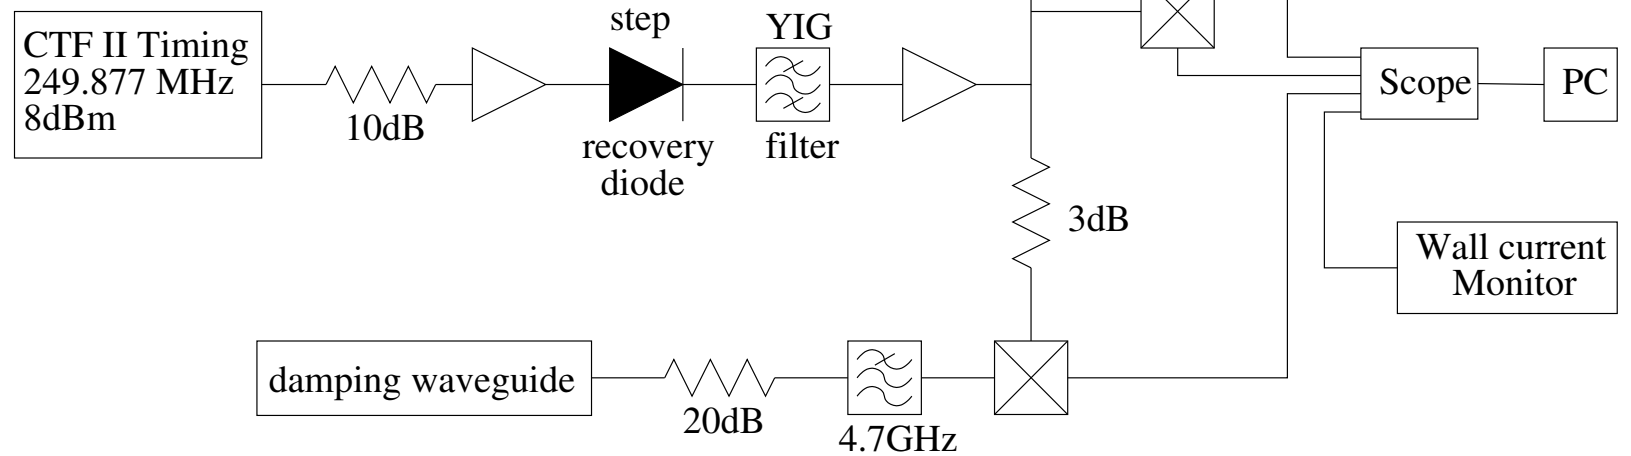 CTF II Timing
249.877 MHz
8dBm
10dB
step
recovery
diode
YIG
filter
Scope
PC
3dB
Wall current
Monitor
damping waveguide
20dB
4.7GHz